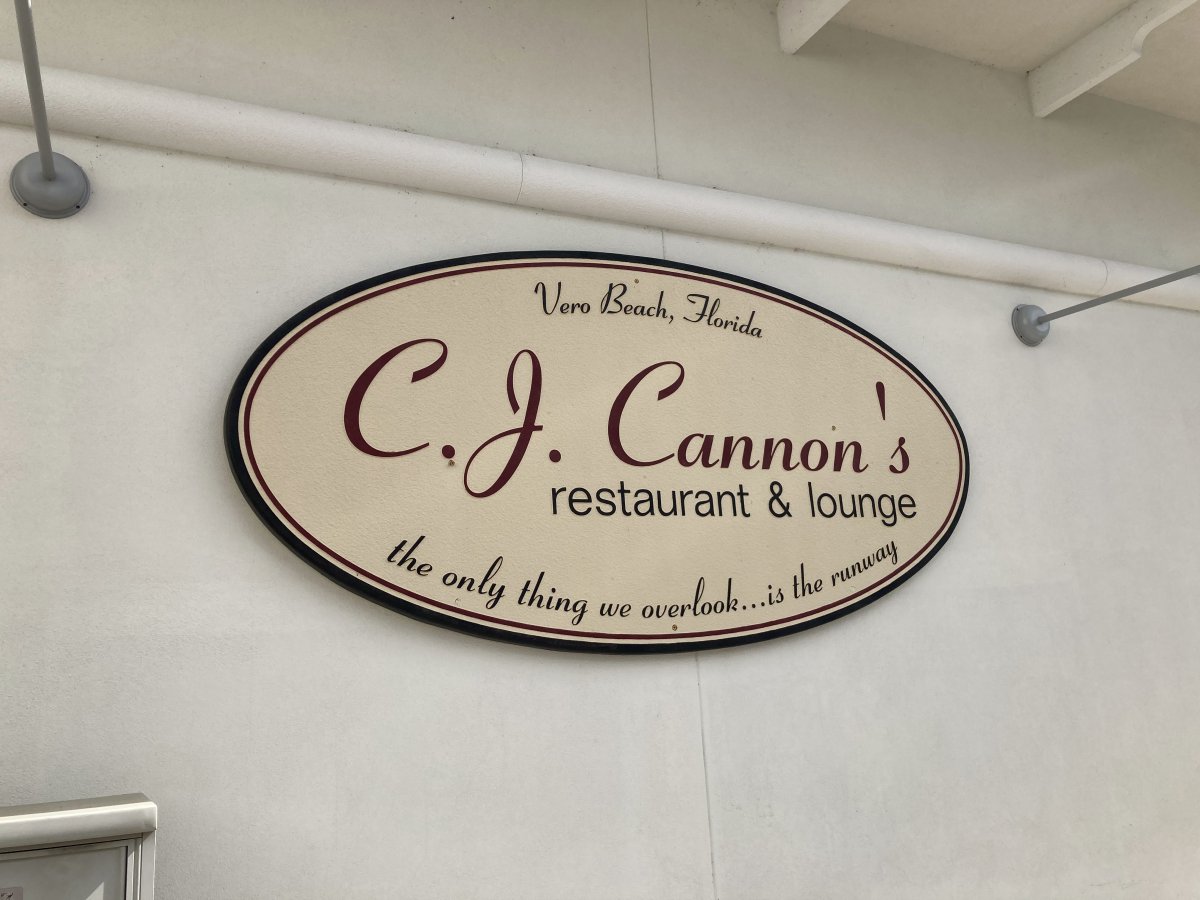 Vero Beach, Florida
C. J. Cannon's
restaurant & lounge
the only thing we overlook...is the runway